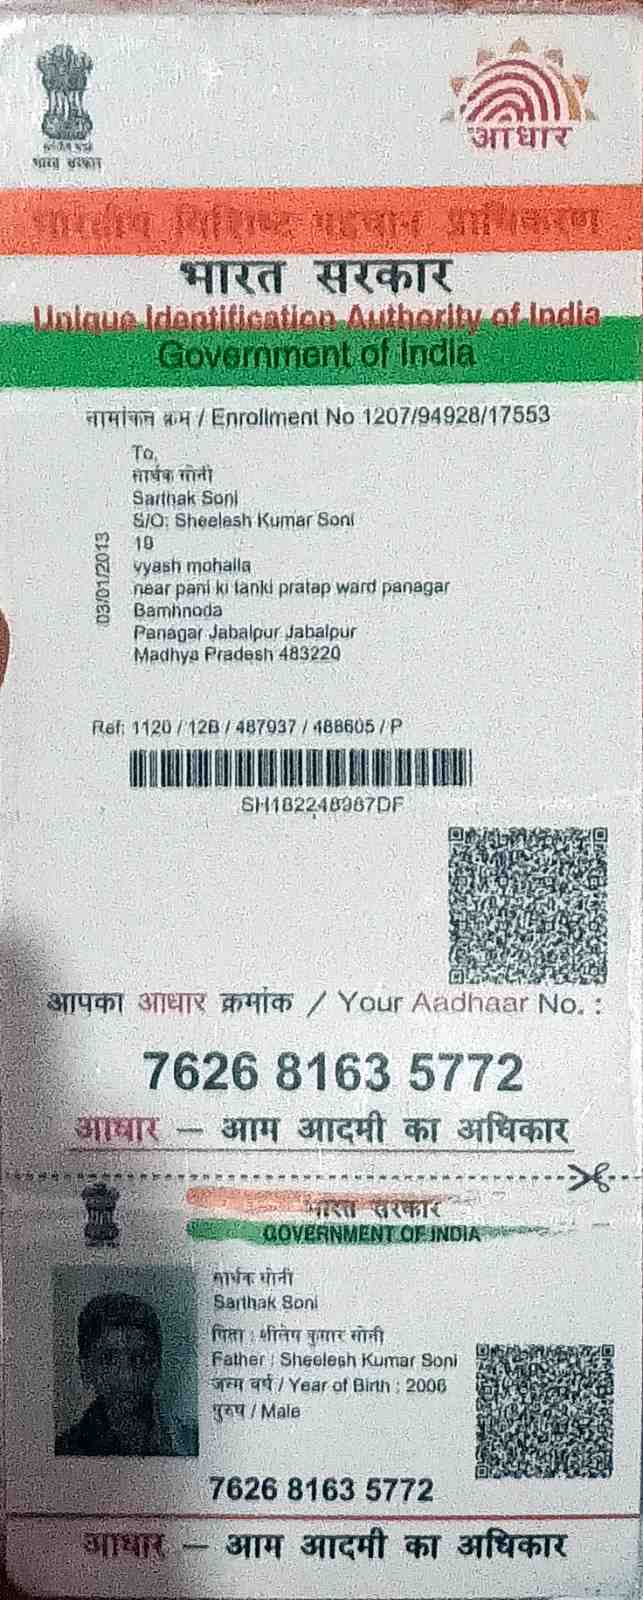 भारत सरकार
आधार
भारतीय विशिष्ट पहचान प्राधिकरण
भारत सरकार
Unique Identification Authority of India
Government of India
नामांकन क्रम / Enrollment No 1207/94928/17553
To,
सार्थक सोनी
Sarthak Soni
S/O: Sheelesh Kumar Soni
19
vyash mohalla
near pani ki tanki pratap ward panagar
Bamhnoda
Panagar Jabalpur Jabalpur
Madhya Pradesh 483220
03/01/2013
Ref: 1120 / 12B / 487937 / 488605 / P
SH182248987DF
आपका आधार क्रमांक / Your Aadhaar No. :
7626 8163 5772
आधार — आम आदमी का अधिकार
भारत सरकार
GOVERNMENT OF INDIA
सार्थक सोनी
Sarthak Soni
पिता : शीलेष कुमार सोनी
Father : Sheelesh Kumar Soni
जन्म वर्ष / Year of Birth : 2006
पुरुष / Male
7626 8163 5772
आधार — आम आदमी का अधिकार